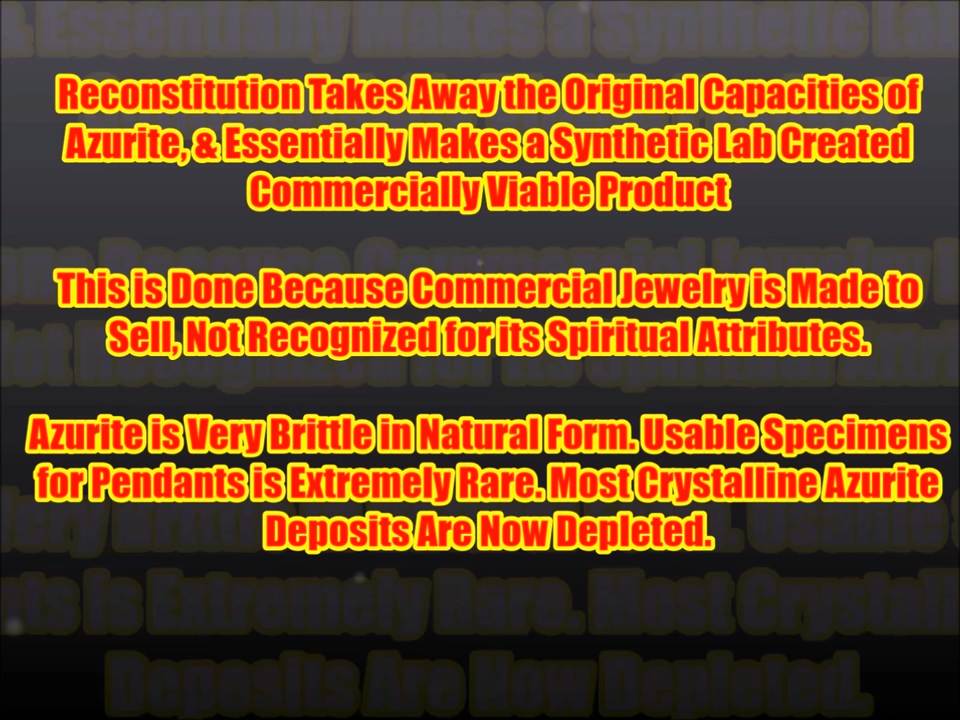 Reconstitution Takes Away the Original Capacities of
Azurite, & Essentially Makes a Synthetic Lab Created
Commercially Viable Product
This is Done Because Commercial Jewelry is Made to
Sell, Not Recognized for its Spiritual Attributes.
Azurite is Very Brittle in Natural Form. Usable Specimens
for Pendants is Extremely Rare. Most Crystalline Azurite
Deposits Are Now Depleted.